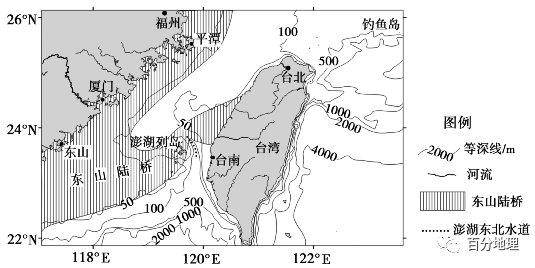 26°N
福州
平潭
100
钓鱼岛
500
台北
厦门
1000
2000
24°N
50
澎湖列岛
台湾
4000
东山
台南
东山陆桥
50
100
500
1000
2000
22°N
118°E
120°E
122°E
图例
2000 等深线/m
河流
东山陆桥
澎湖东北水道
百分地理